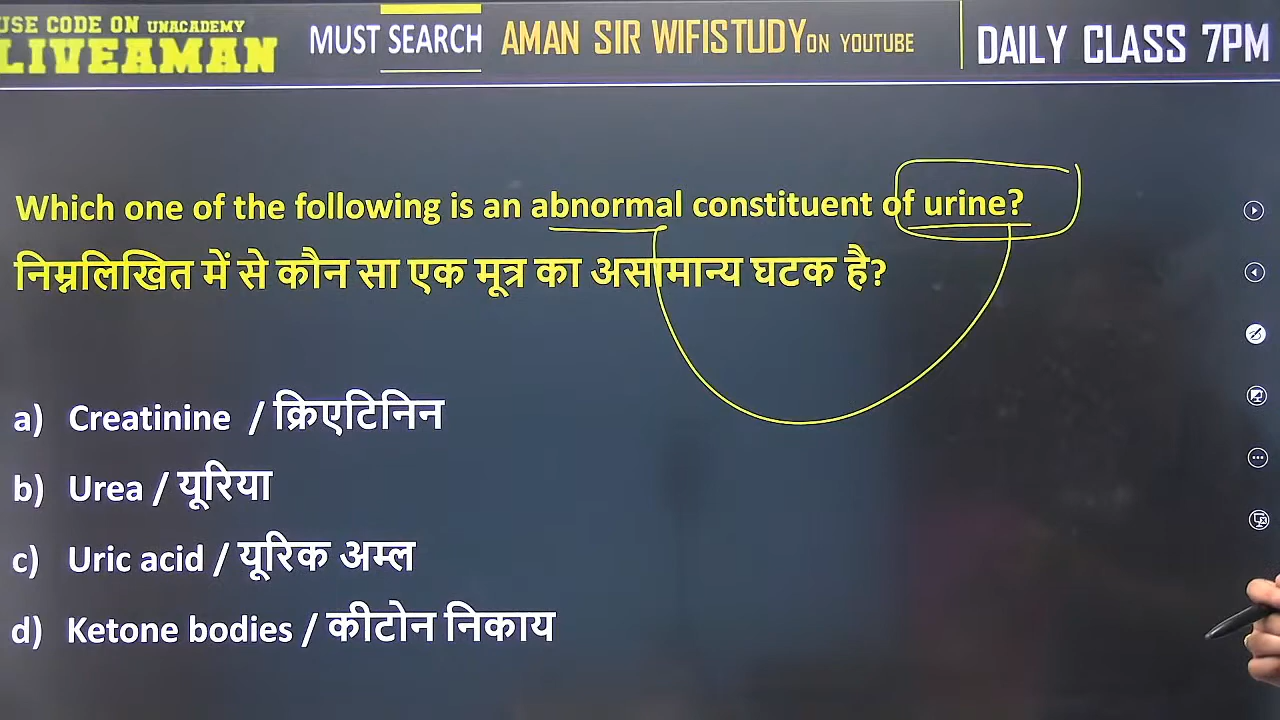 USE CODE ON UNACADEMY
LIVEAMAN
MUST SEARCH
AMAN SIR WIFISTUDY ON YOUTUBE
DAILY CLASS 7PM
Which one of the following is an abnormal constituent of urine?
निम्नलिखित में से कौन सा एक मूत्र का असामान्य घटक है?
a) Creatinine / क्रिएटिनिन
b) Urea / यूरिया
c) Uric acid / यूरिक अम्ल
d) Ketone bodies / कीटोन निकाय